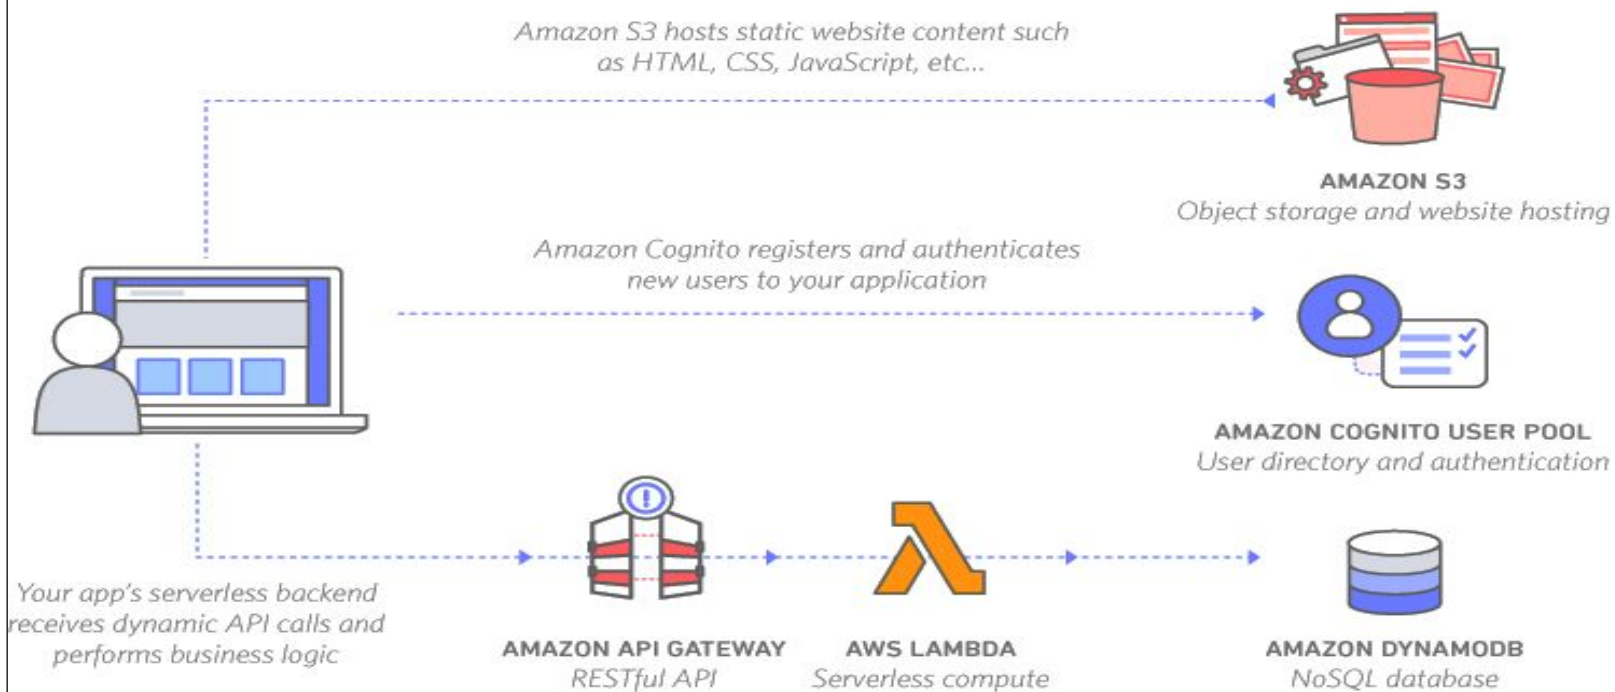 Amazon S3 hosts static website content such
as HTML, CSS, JavaScript, etc...
AMAZON S3
Object storage and website hosting
Amazon Cognito registers and authenticates
new users to your application
AMAZON COGNITO USER POOL
User directory and authentication
Your app's serverless backend
receives dynamic API calls and
performs business logic
AMAZON API GATEWAY
RESTful API
AWS LAMBDA
Serverless compute
AMAZON DYNAMODB
NoSQL database